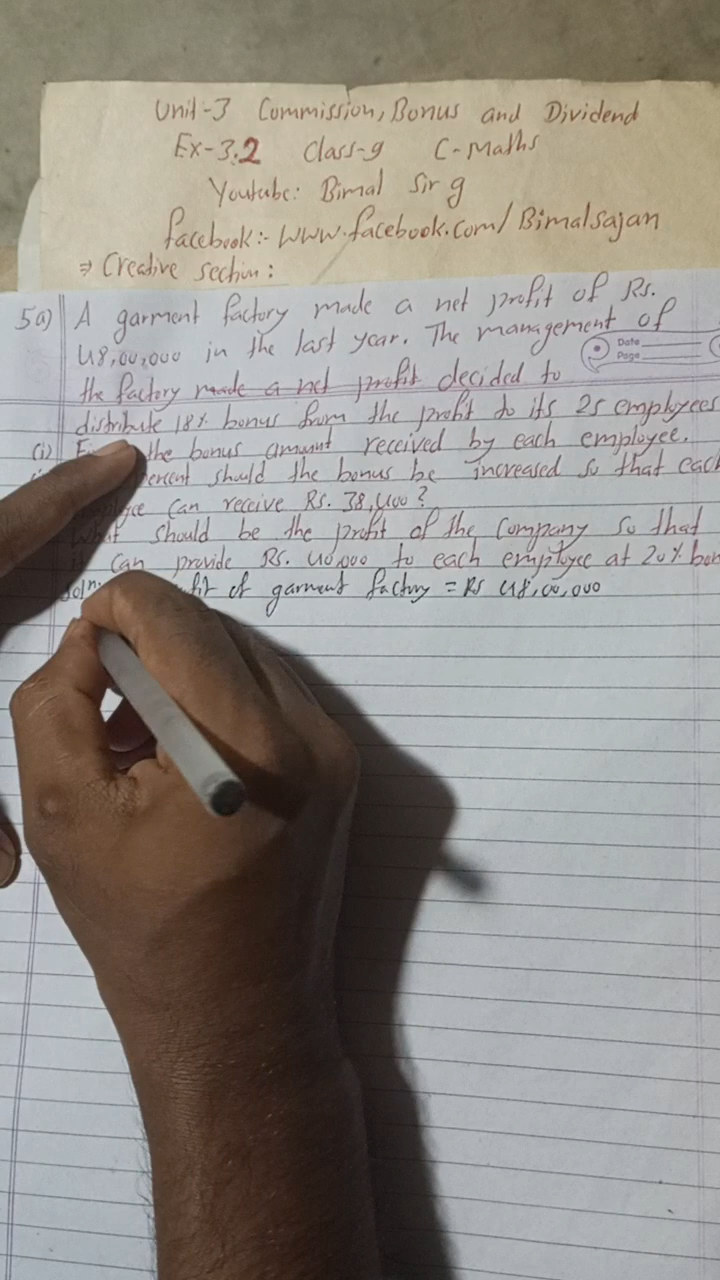 Unit-3 Commission, Bonus and Dividend
Ex-3.2 Class-9 C-Maths
Youtube: Bimal Sir g
facebook:- www.facebook.com/Bimalsajan
⇒ Creative section:
5a) A garment factory made a net profit of Rs.
48,00,000 in the last year. The management of
Date
Page
the factory made a net profit decided to
distribute 18% bonus from the profit to its 25 employees
(i) the bonus amount received by each employee.
percent should the bonus be increased so that each
can receive Rs. 38,400?
should be the profit of the Company so that
it can provide Rs. 40,000 to each employee at 20% bon
Soln: of garment factory = Rs 48,00,000